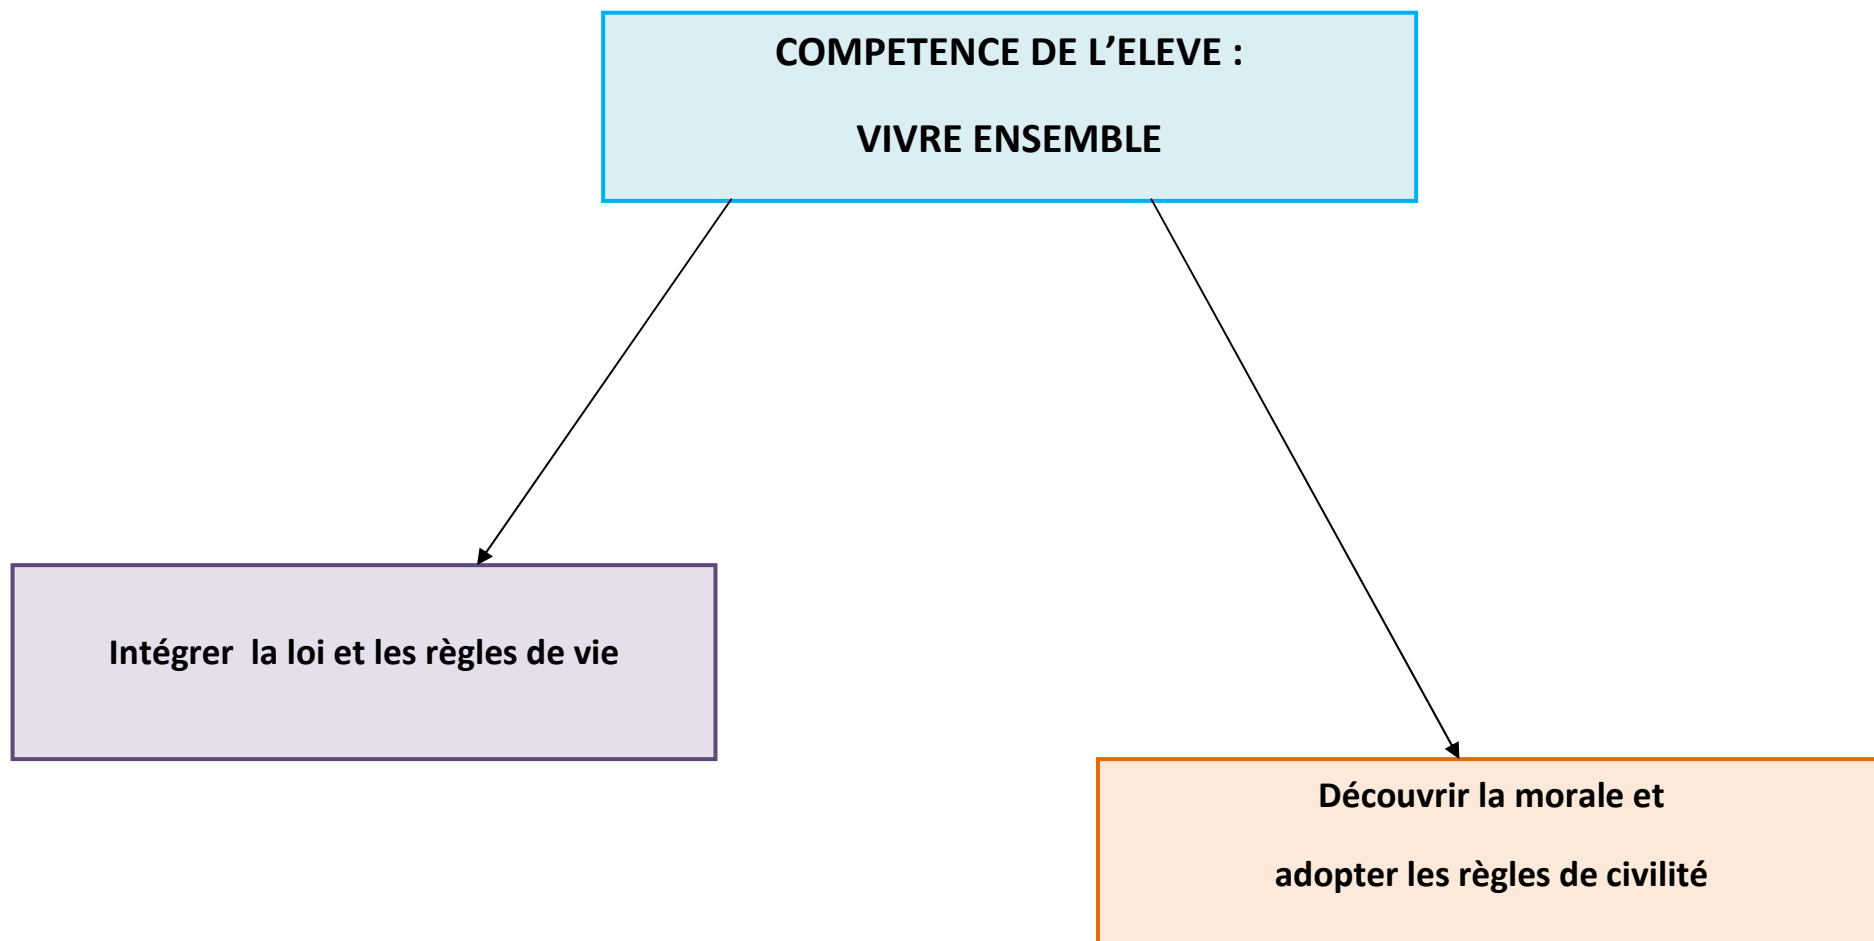 COMPETENCE DE L’ELEVE :
VIVRE ENSEMBLE
Intégrer  la loi et les règles de vie
Découvrir la morale et
adopter les règles de civilité